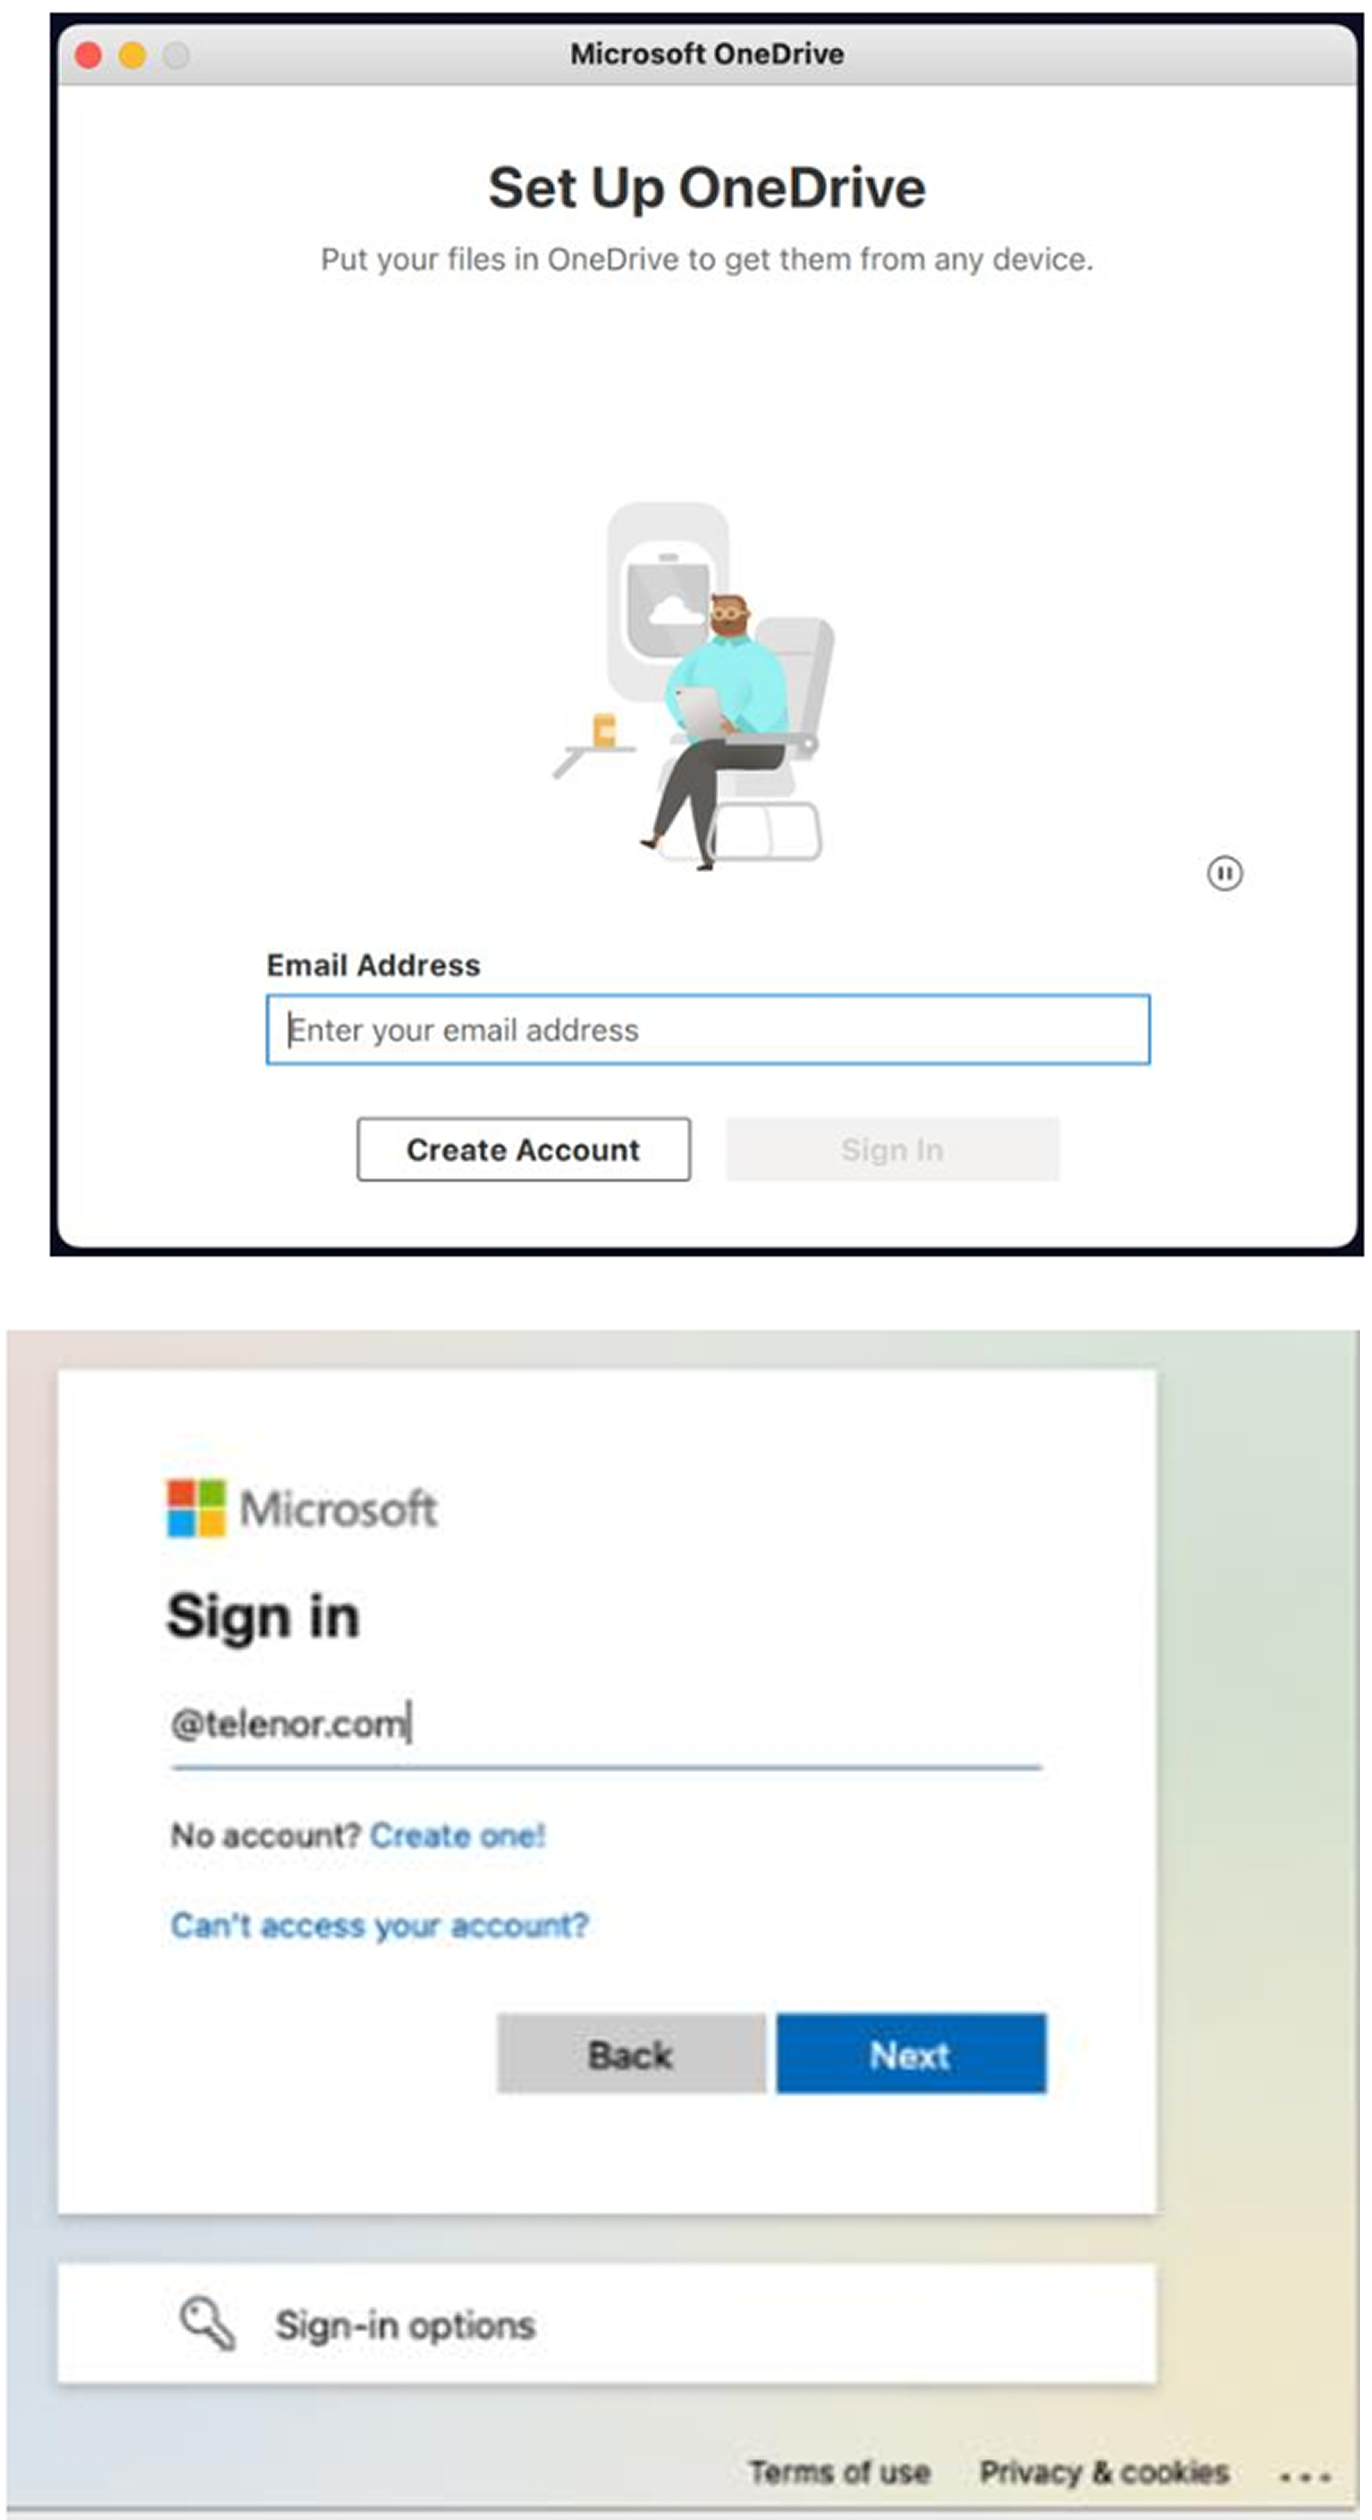 Microsoft OneDrive
Set Up OneDrive
Put your files in OneDrive to get them from any device.
Email Address
Enter your email address
Create Account
Sign In
Microsoft
Sign in
@telenor.com
No account? Create one!
Can't access your account?
Back
Next
Sign-in options
Terms of use
Privacy & cookies